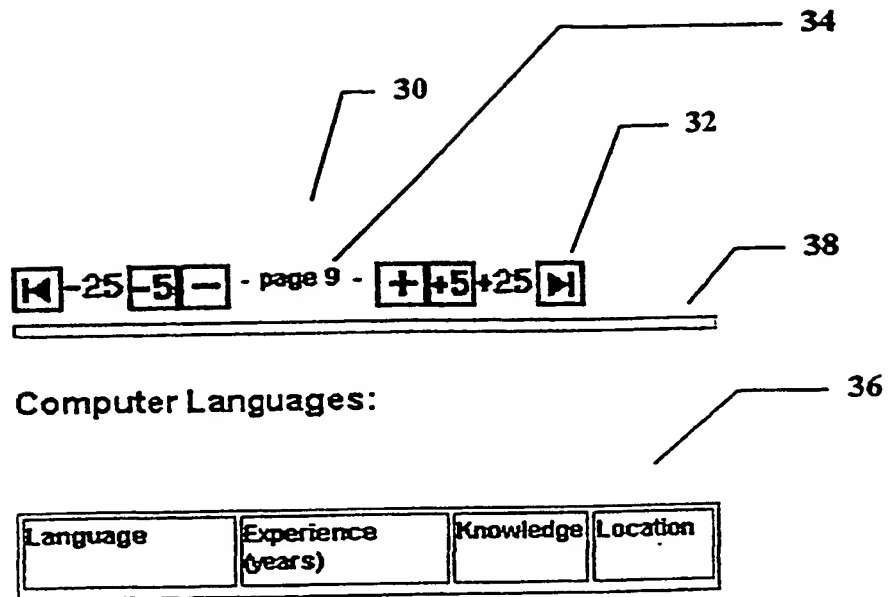 34
30
32
38
-25 -5 - - page 9 - + +5 +25
Computer Languages:
36
Language Experience (years) Knowledge Location